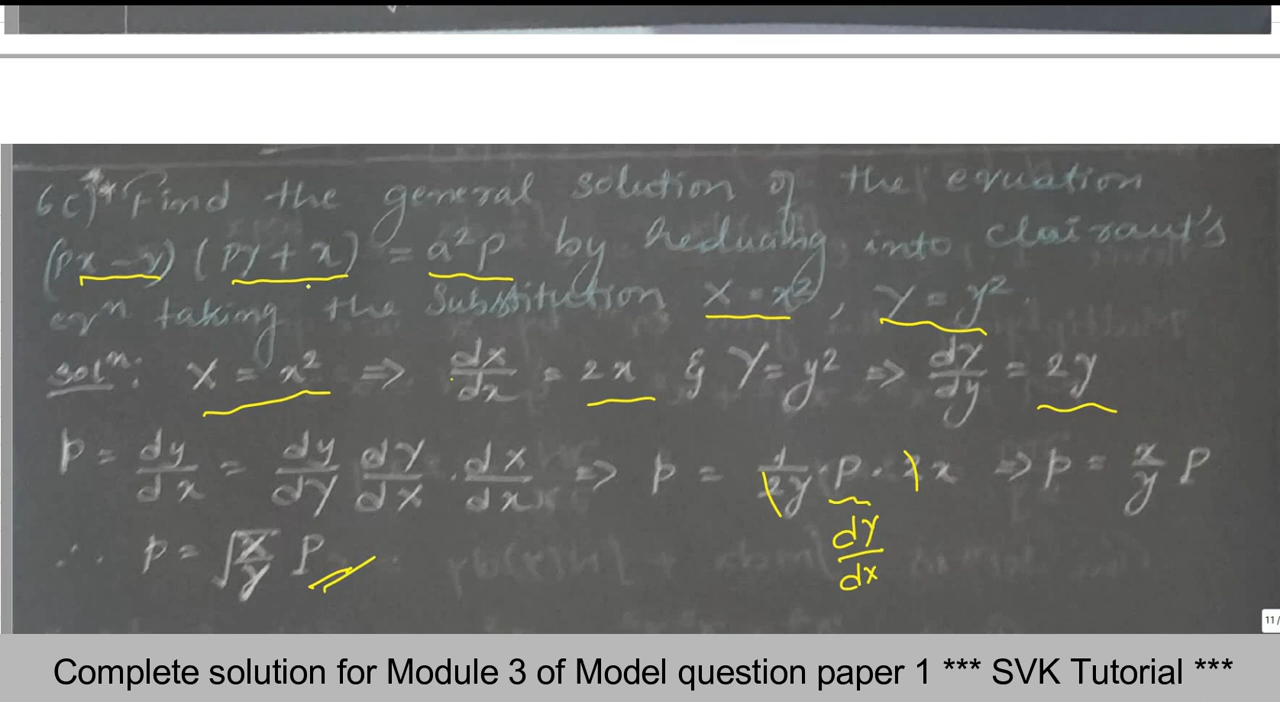 6c)* Find the general solution of the equation
(px - y) (py + x) = a²p by Reducing into clairaut's
eqⁿ taking the Substitution X = x², Y = y².
Solⁿ: X = x² ⇒ dX/dx = 2x & Y = y² ⇒ dY/dy = 2y
p = dy/dx = dy/dY dY/dX · dX/dx ⇒ p = 1/2y · P · 2x ⇒ p = x/y P
dY/dX
∴ p = √X/Y P
11/
Complete solution for Module 3 of Model question paper 1 *** SVK Tutorial ***